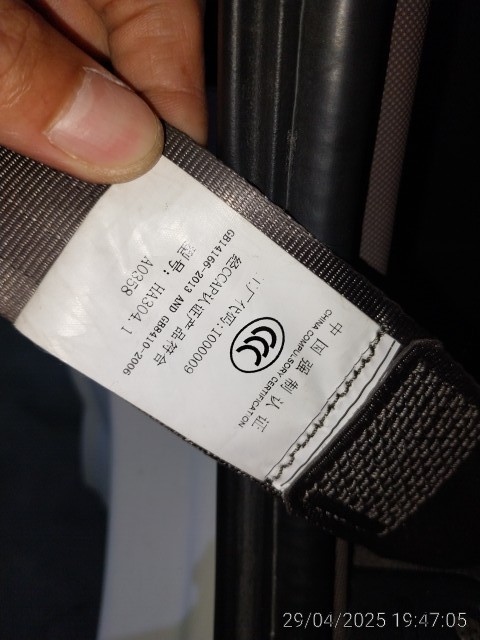 中国强制认证
CHINA COMPULSORY CERTIFICATION
CCC
工厂代码:I000009
经CCAP认证产品符合
GB14166-2013 AND GB8410-2006
型号: HA304 1
A0358
29/04/2025 19:47:05